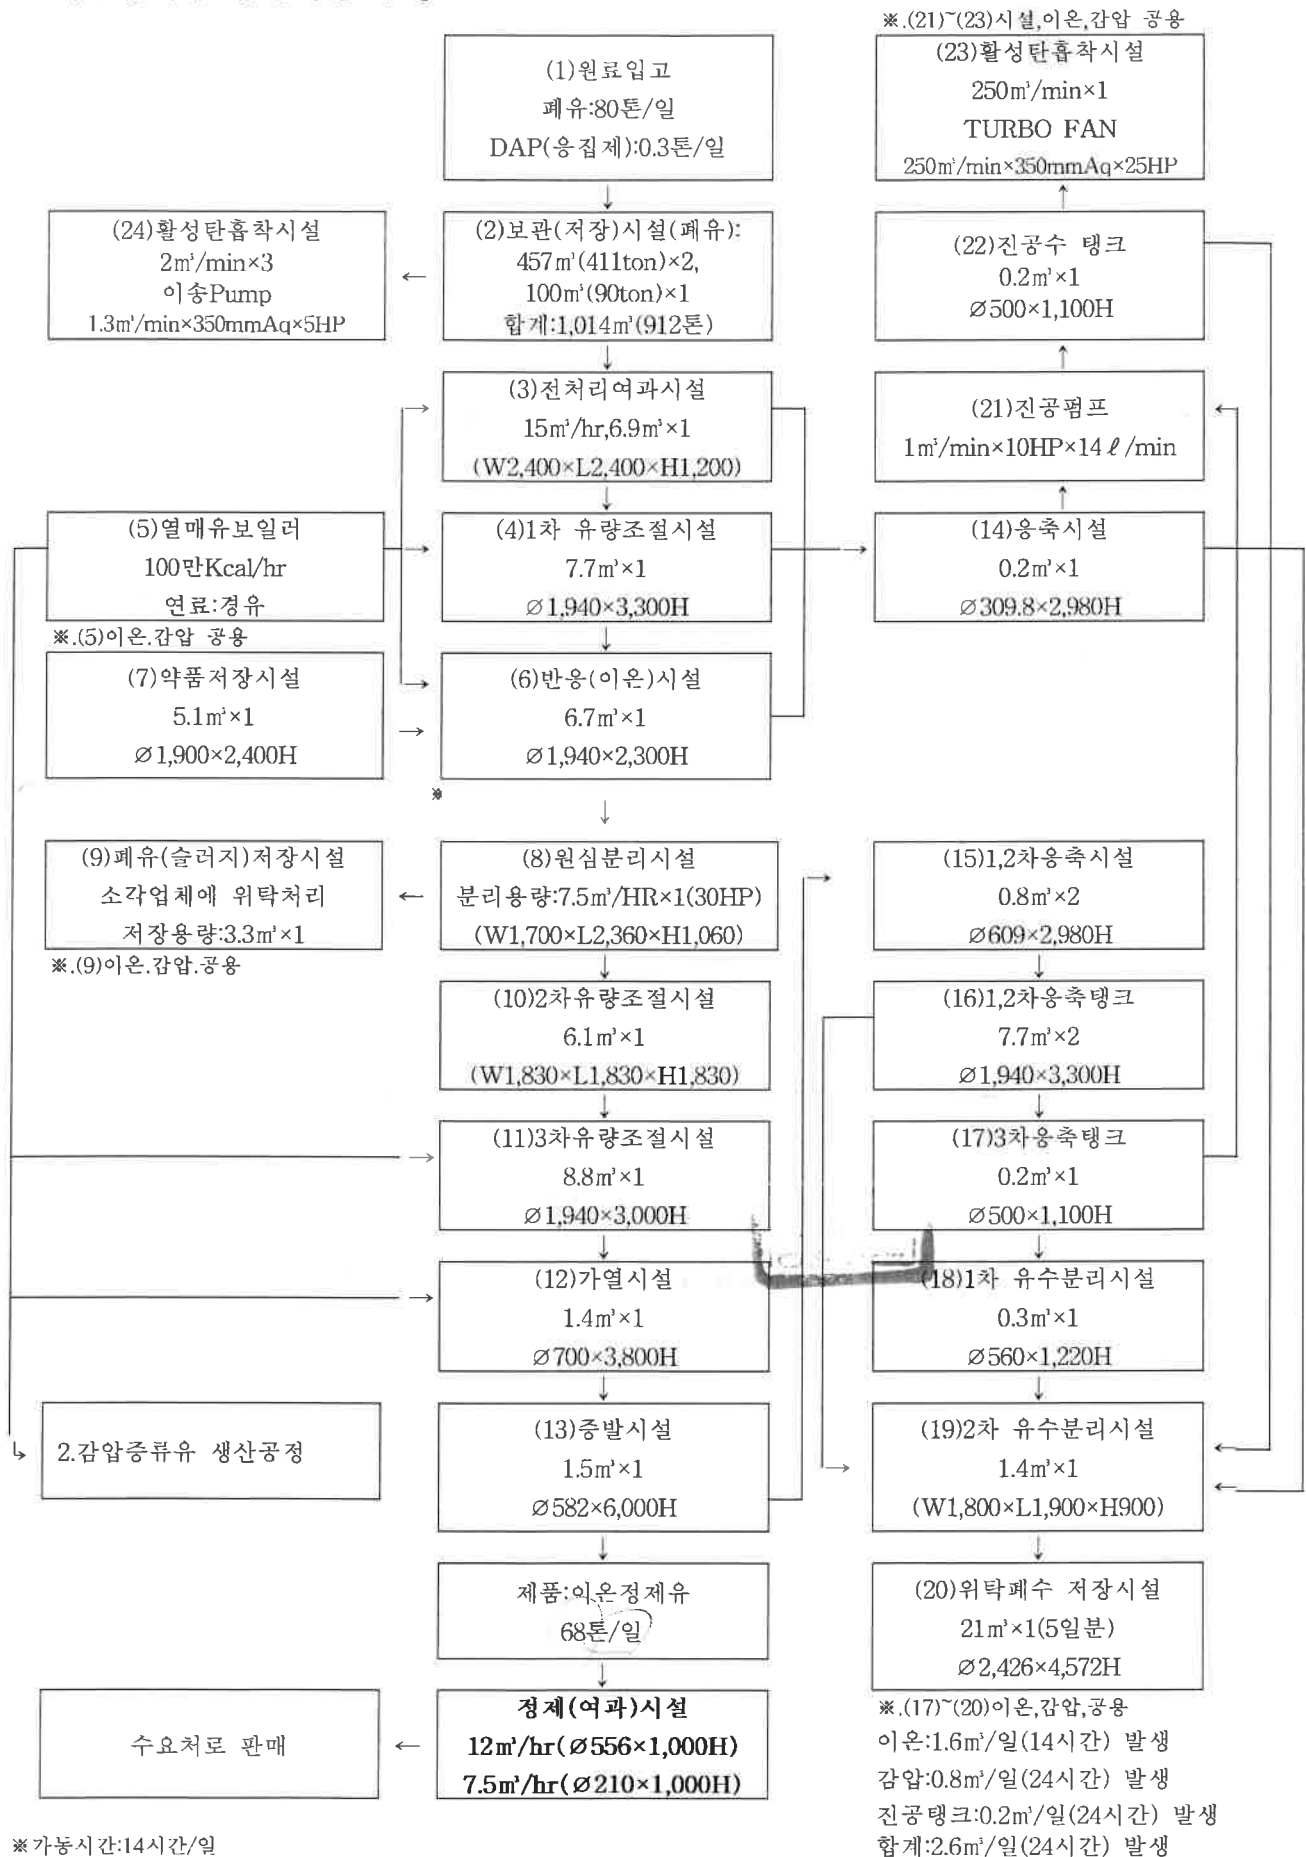 ※.(21)~(23)시설,이온,감압 공용
(1)원료입고
폐유:80톤/일
DAP(응집제):0.3톤/일
(23)활성탄흡착시설
250㎥/min×1
TURBO FAN
250㎥/min×350mmAq×25HP
(24)활성탄흡착시설
2㎥/min×3
이송Pump
1.3㎥/min×350mmAq×5HP
(2)보관(저장)시설(폐유):
457㎥(411ton)×2,
100㎥(90ton)×1
합계:1,014㎥(912톤)
(22)진공수 탱크
0.2㎥×1
∅500×1,100H
(3)전처리여과시설
15㎥/hr,6.9㎥×1
(W2,400×L2,400×H1,200)
(21)진공펌프
1㎥/min×10HP×14ℓ/min
(5)열매유보일러
100만Kcal/hr
연료:경유
※.(5)이온.감압 공용
(4)1차 유량조절시설
7.7㎥×1
∅1,940×3,300H
(14)응축시설
0.2㎥×1
∅309.8×2,980H
(7)약품저장시설
5.1㎥×1
∅1,900×2,400H
(6)반응(이온)시설
6.7㎥×1
∅1,940×2,300H
※
(9)폐유(슬러지)저장시설
소각업체에 위탁처리
저장용량:3.3㎥×1
※.(9)이온.감압.공용
(8)원심분리시설
분리용량:7.5㎥/HR×1(30HP)
(W1,700×L2,360×H1,060)
(15)1,2차응축시설
0.8㎥×2
∅609×2,980H
(10)2차유량조절시설
6.1㎥×1
(W1,830×L1,830×H1,830)
(16)1,2차응축탱크
7.7㎥×2
∅1,940×3,300H
(11)3차유량조절시설
8.8㎥×1
∅1,940×3,000H
(17)3차응축탱크
0.2㎥×1
∅500×1,100H
(12)가열시설
1.4㎥×1
∅700×3,800H
(18)1차 유수분리시설
0.3㎥×1
∅560×1,220H
2.감압증류유 생산공정
(13)증발시설
1.5㎥×1
∅582×6,000H
(19)2차 유수분리시설
1.4㎥×1
(W1,800×L1,900×H900)
제품:이온정제유
68톤/일
(20)위탁폐수 저장시설
21㎥×1(5일분)
∅2,426×4,572H
수요처로 판매
정제(여과)시설
12㎥/hr(∅556×1,000H)
7.5㎥/hr(∅210×1,000H)
※.(17)~(20)이온,감압,공용
이온:1.6㎥/일(14시간) 발생
감압:0.8㎥/일(24시간) 발생
진공탱크:0.2㎥/일(24시간) 발생
합계:2.6㎥/일(24시간) 발생
※가동시간:14시간/일